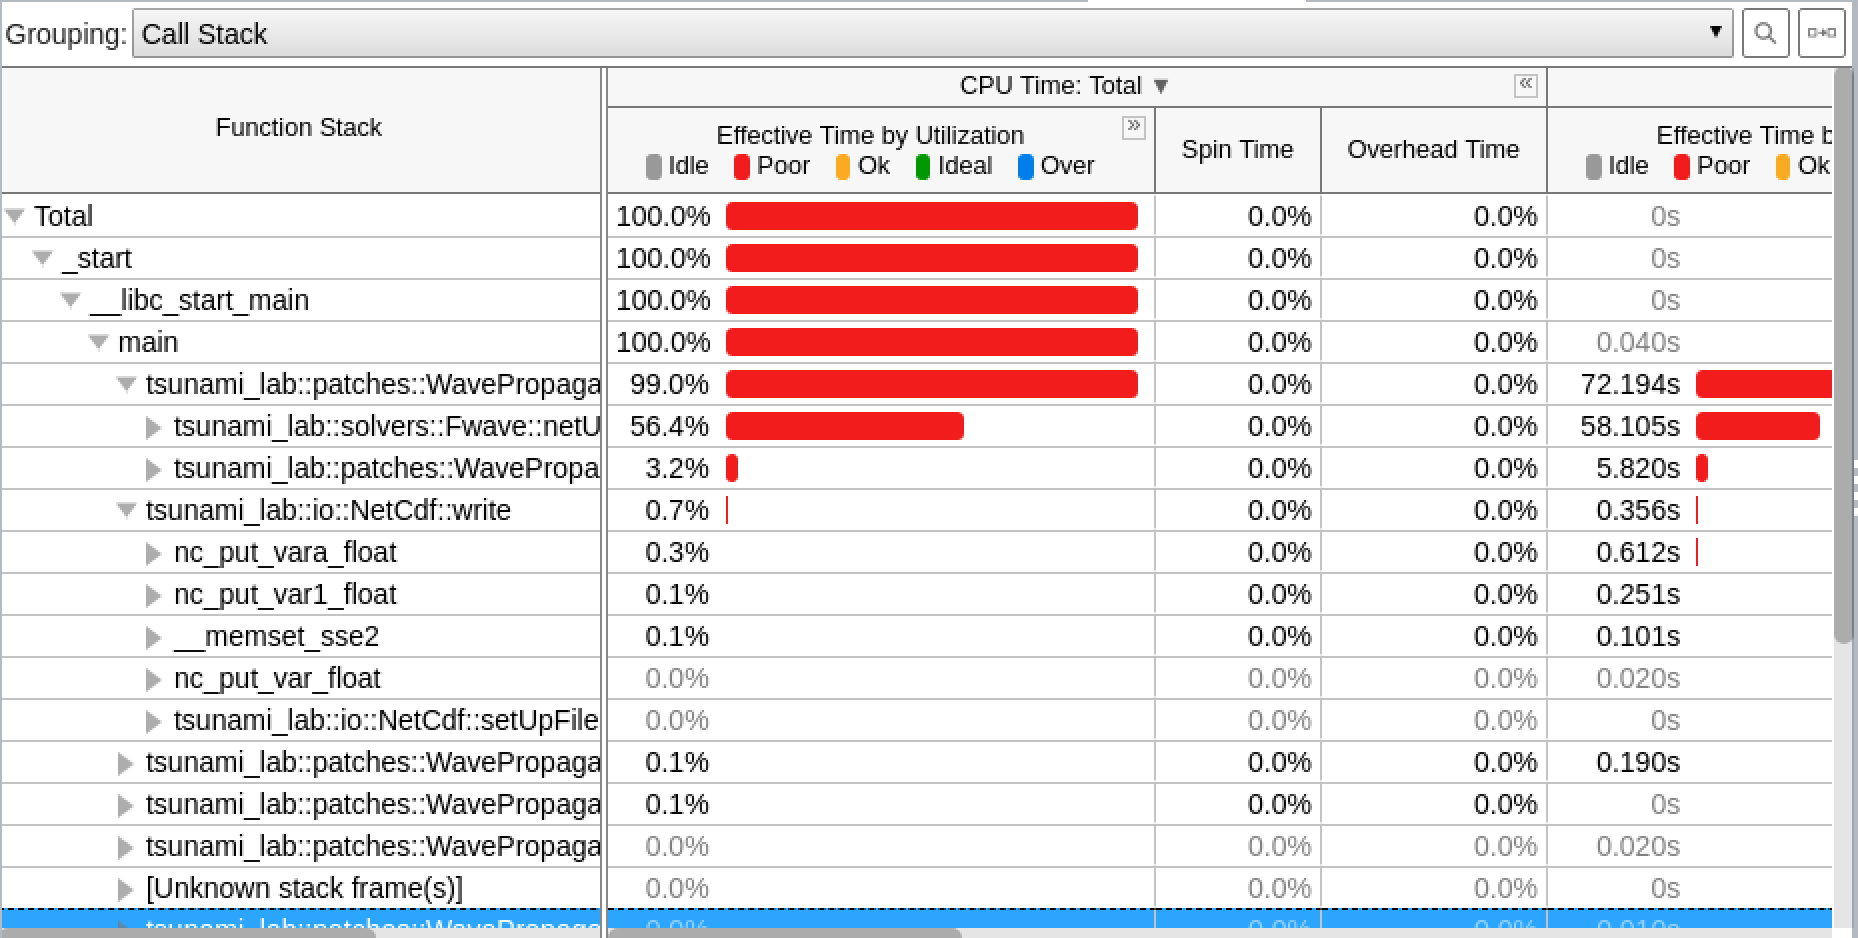 Grouping: Call Stack
Function Stack
CPU Time: Total
Effective Time by Utilization
Idle Poor Ok Ideal Over
Spin Time
Overhead Time
Effective Time b
Idle Poor Ok
Total 100.0% 0.0% 0.0% 0s
_start 100.0% 0.0% 0.0% 0s
__libc_start_main 100.0% 0.0% 0.0% 0s
main 100.0% 0.0% 0.0% 0.040s
tsunami_lab::patches::WavePropaga 99.0% 0.0% 0.0% 72.194s
tsunami_lab::solvers::Fwave::netU 56.4% 0.0% 0.0% 58.105s
tsunami_lab::patches::WavePropa 3.2% 0.0% 0.0% 5.820s
tsunami_lab::io::NetCdf::write 0.7% 0.0% 0.0% 0.356s
nc_put_vara_float 0.3% 0.0% 0.0% 0.612s
nc_put_var1_float 0.1% 0.0% 0.0% 0.251s
__memset_sse2 0.1% 0.0% 0.0% 0.101s
nc_put_var_float 0.0% 0.0% 0.0% 0.020s
tsunami_lab::io::NetCdf::setUpFile 0.0% 0.0% 0.0% 0s
tsunami_lab::patches::WavePropaga 0.1% 0.0% 0.0% 0.190s
tsunami_lab::patches::WavePropaga 0.1% 0.0% 0.0% 0s
tsunami_lab::patches::WavePropaga 0.0% 0.0% 0.0% 0.020s
[Unknown stack frame(s)] 0.0% 0.0% 0.0% 0s
tsunami_lab::patches::WavePropaga 0.0% 0.0% 0.0%